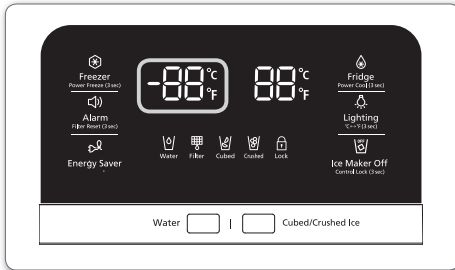 Freezer
Power Freeze (3 sec)
Alarm
Filter Reset (3 sec)
Energy Saver
-88°C
°F
88°C
°F
Water Filter Cubed Crushed Lock
Fridge
Power Cool (3 sec)
Lighting
°C↔°F (3 sec)
OFF
Ice Maker Off
Control Lock (3 sec)
Water | Cubed/Crushed Ice